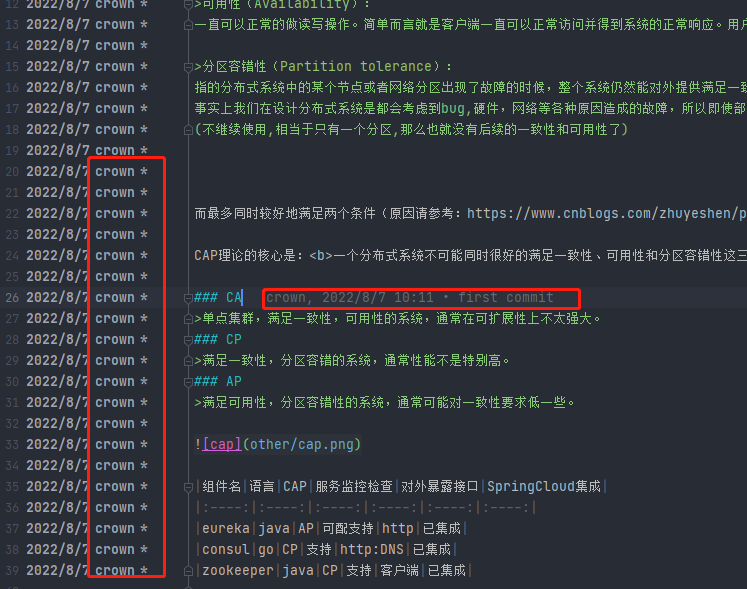 12 2022/8/7 crown * >可用性（Availability）:
13 2022/8/7 crown * 一直可以正常的做读写操作。简单而言就是客户端一直可以正常访问并得到系统的正常响应。用户
14 2022/8/7 crown *
15 2022/8/7 crown * >分区容错性（Partition tolerance）:
16 2022/8/7 crown * 指的分布式系统中的某个节点或者网络分区出现了故障的时候，整个系统仍然能对外提供满足一致
17 2022/8/7 crown * 事实上我们在设计分布式系统是都会考虑到bug,硬件，网络等各种原因造成的故障，所以即使部
18 2022/8/7 crown * (不继续使用,相当于只有一个分区,那么也就没有后续的一致性和可用性了)
19 2022/8/7 crown *
20 2022/8/7 crown *
21 2022/8/7 crown *
22 2022/8/7 crown * 而最多同时较好地满足两个条件（原因请参考：https://www.cnblogs.com/zhuyeshen/p
23 2022/8/7 crown *
24 2022/8/7 crown * CAP理论的核心是：<b>一个分布式系统不可能同时很好的满足一致性、可用性和分区容错性这三
25 2022/8/7 crown *
26 2022/8/7 crown * ### CA crown, 2022/8/7 10:11 · first commit
27 2022/8/7 crown * >单点集群，满足一致性，可用性的系统，通常在可扩展性上不太强大。
28 2022/8/7 crown * ### CP
29 2022/8/7 crown * >满足一致性，分区容错的系统，通常性能不是特别高。
30 2022/8/7 crown * ### AP
31 2022/8/7 crown * >满足可用性，分区容错性的系统，通常可能对一致性要求低一些。
32 2022/8/7 crown *
33 2022/8/7 crown * ![cap](other/cap.png)
34 2022/8/7 crown *
35 2022/8/7 crown * |组件名|语言|CAP|服务监控检查|对外暴露接口|SpringCloud集成|
36 2022/8/7 crown * |:----:|:----:|:----:|:----:|:----:|:----:|
37 2022/8/7 crown * |eureka|java|AP|可配支持|http|已集成|
38 2022/8/7 crown * |consul|go|CP|支持|http:DNS|已集成|
39 2022/8/7 crown * |zookeeper|java|CP|支持|客户端|已集成|